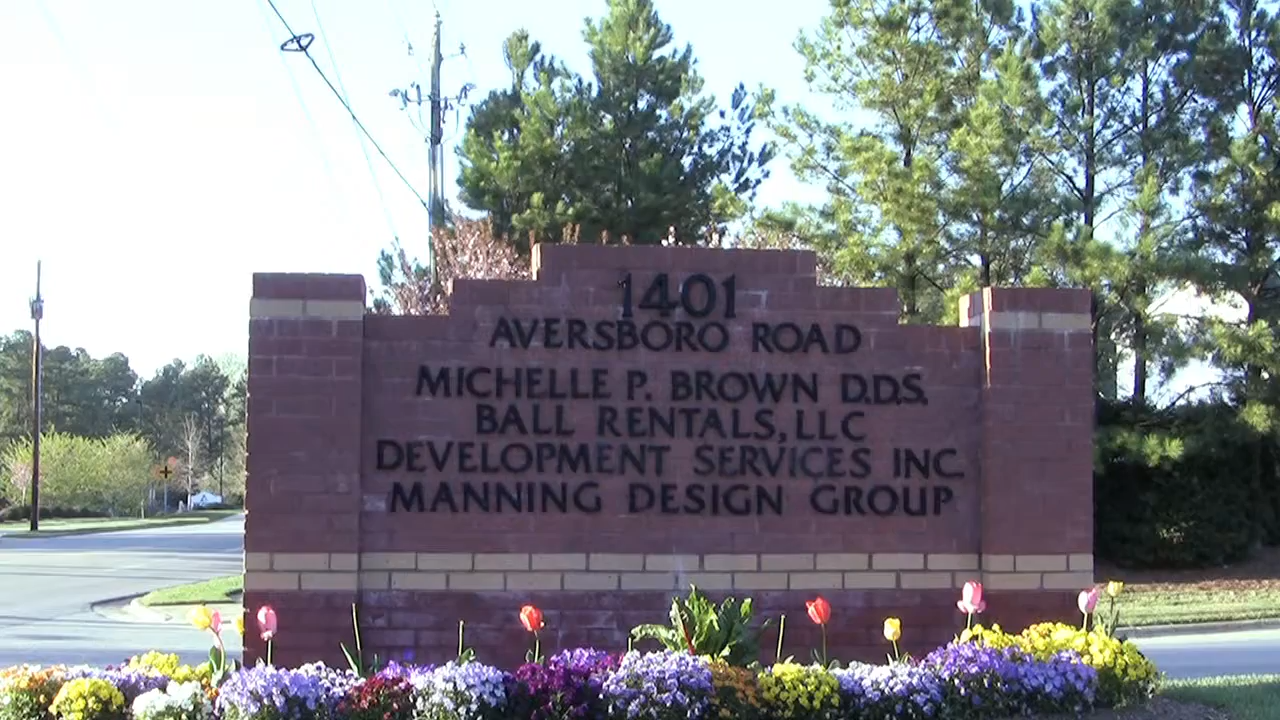 1401
AVERSBORO ROAD
MICHELLE P. BROWN D.D.S.
BALL RENTALS, LLC
DEVELOPMENT SERVICES INC.
MANNING DESIGN GROUP